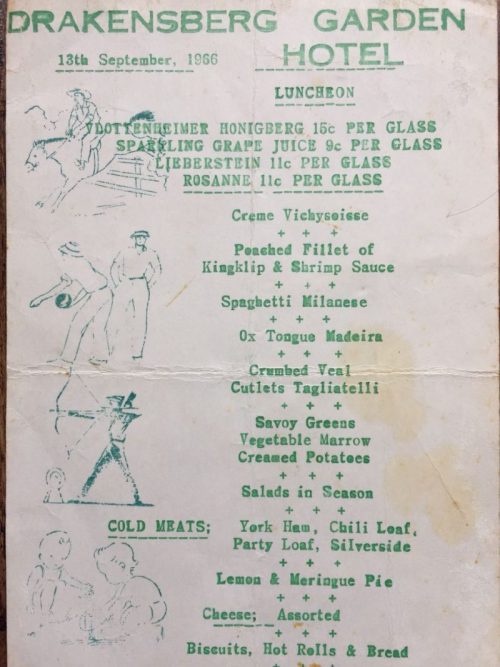 DRAKENSBERG GARDEN
HOTEL
13th September, 1966
LUNCHEON
VLOTTENHEIMER HONIGBERG 15c PER GLASS
SPARKLING GRAPE JUICE 9c PER GLASS
LIEBERSTEIN 11c PER GLASS
ROSANNE 11c PER GLASS
Creme Vichysoisse
+ + +
Poached Fillet of
Kingklip & Shrimp Sauce
+ + +
Spaghetti Milanese
+ + +
Ox Tongue Madeira
+ + +
Crumbed Veal
Cutlets Tagliatelli
+ + +
Savoy Greens
Vegetable Marrow
Creamed Potatoes
+ + +
Salads in Season
+ + +
COLD MEATS; York Ham, Chili Loaf,
Party Loaf, Silverside
+ + +
Lemon & Meringue Pie
+ + +
Cheese; Assorted
+ + +
Biscuits, Hot Rolls & Bread